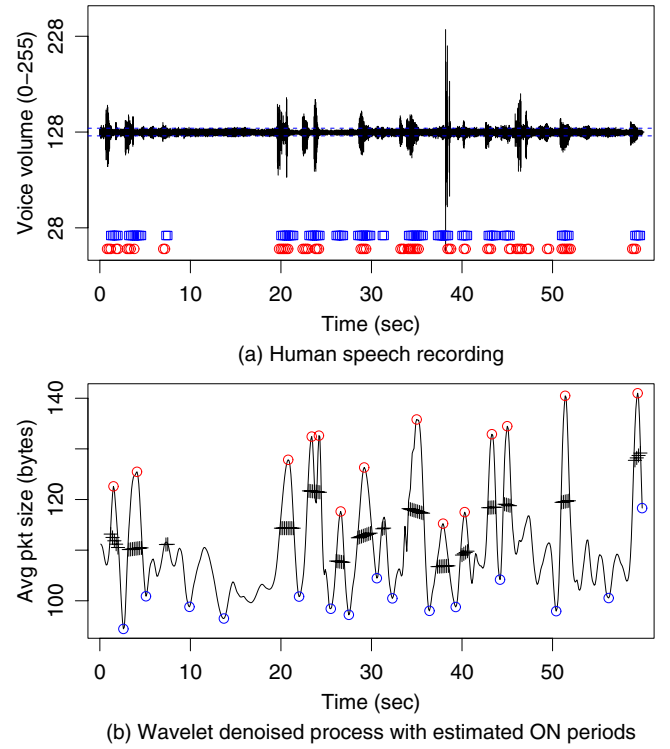 Voice volume (0−255)
228
128
28
0 10 20 30 40 50
Time (sec)
(a) Human speech recording
Avg pkt size (bytes)
140
120
100
0 10 20 30 40 50
Time (sec)
(b) Wavelet denoised process with estimated ON periods